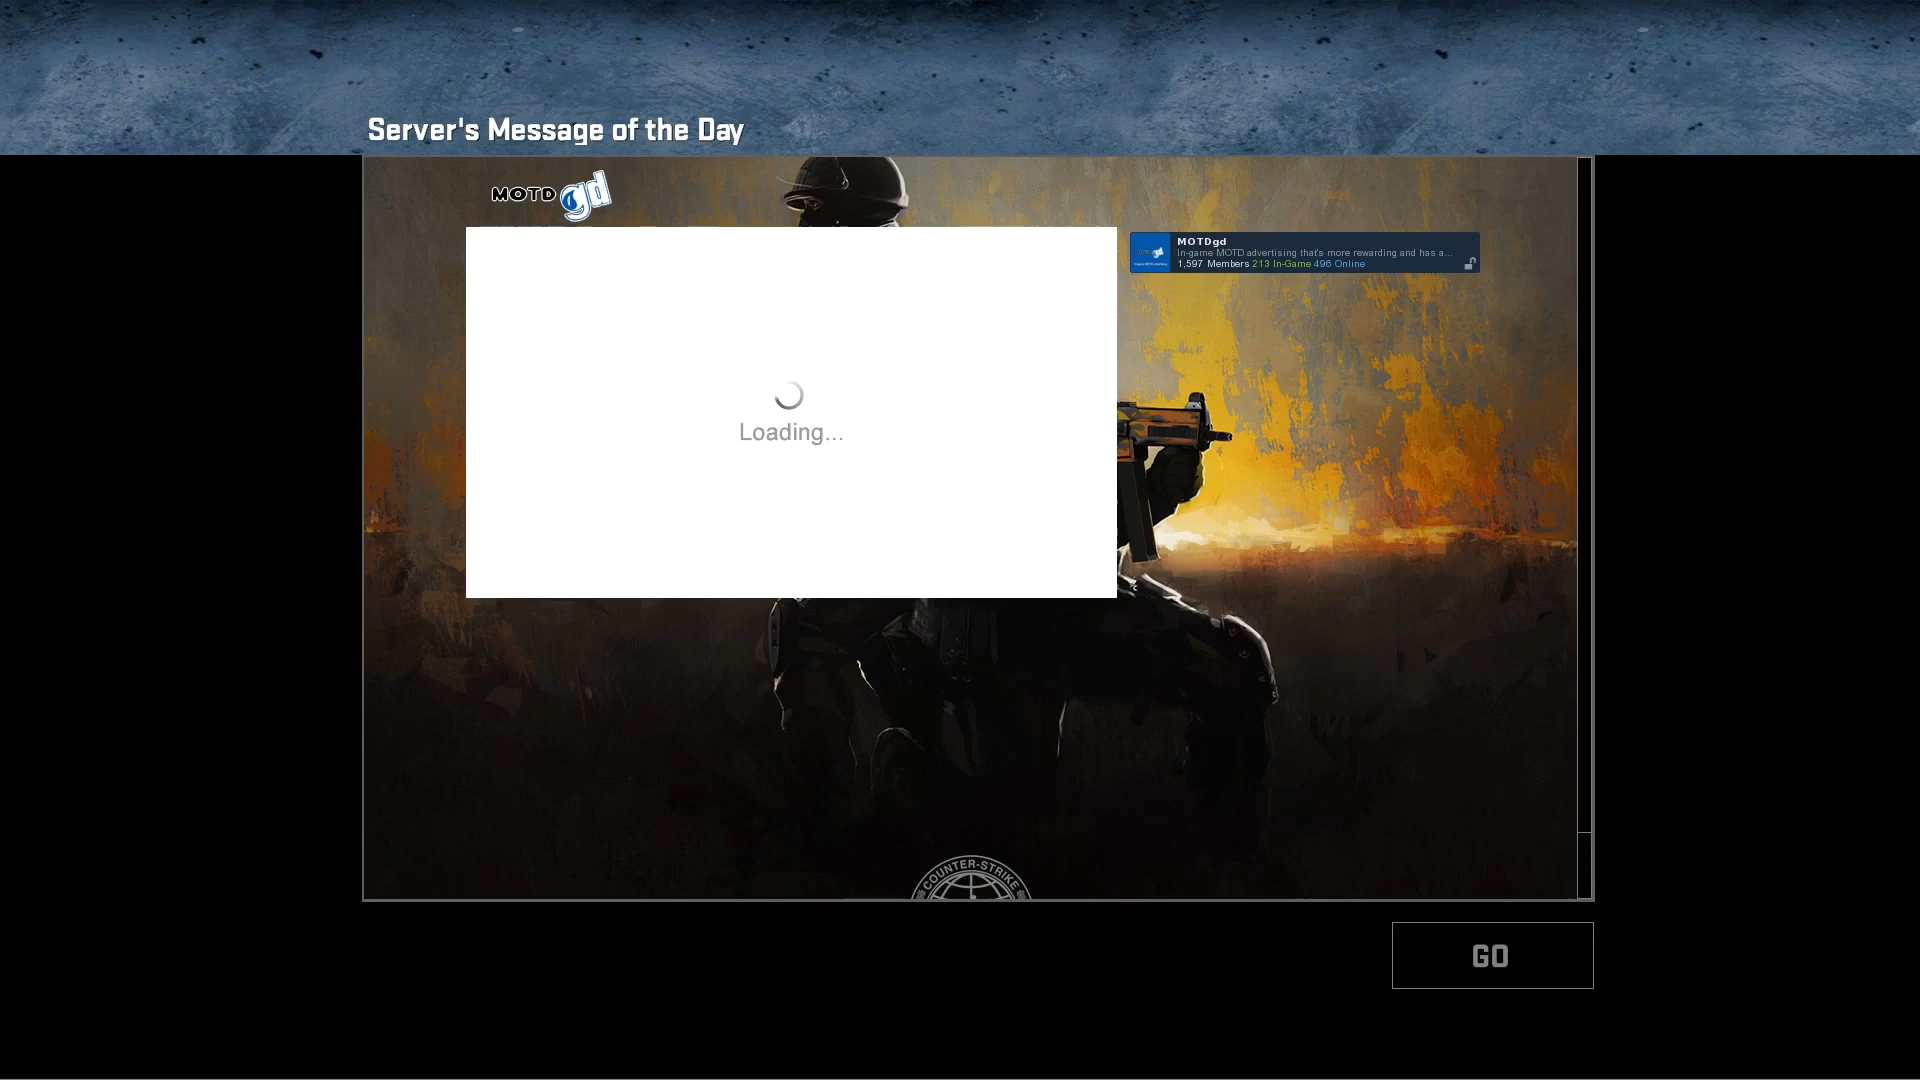 Server's Message of the Day
MOTD gd
MOTDgd
In-game MOTD advertising that's more rewarding and has a...
1,597 Members 213 In-Game 496 Online
Loading...
COUNTER-STRIKE
GO